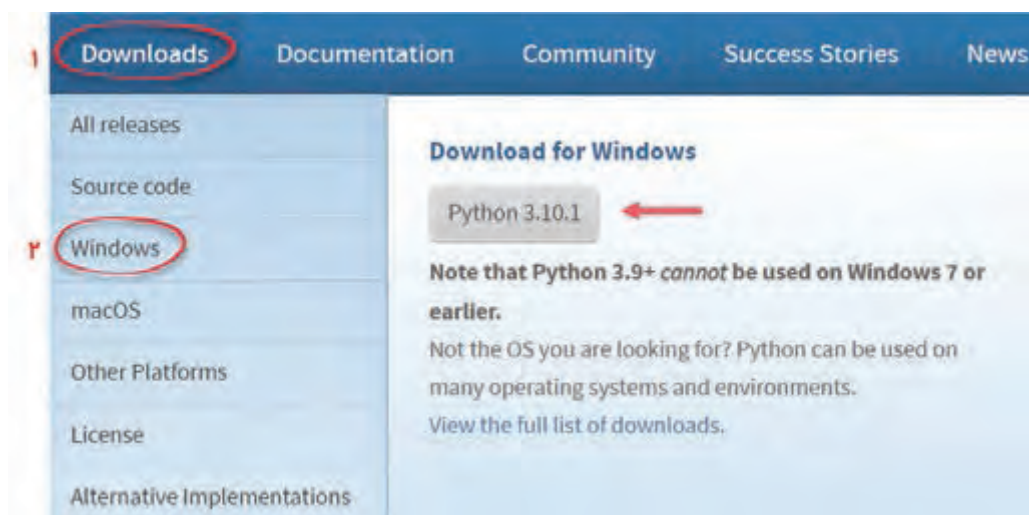 ۱ Downloads Documentation Community Success Stories News
All releases
Source code
۲ Windows
macOS
Other Platforms
License
Alternative Implementations
Download for Windows
Python 3.10.1
Note that Python 3.9+ cannot be used on Windows 7 or
earlier.
Not the OS you are looking for? Python can be used on
many operating systems and environments.
View the full list of downloads.